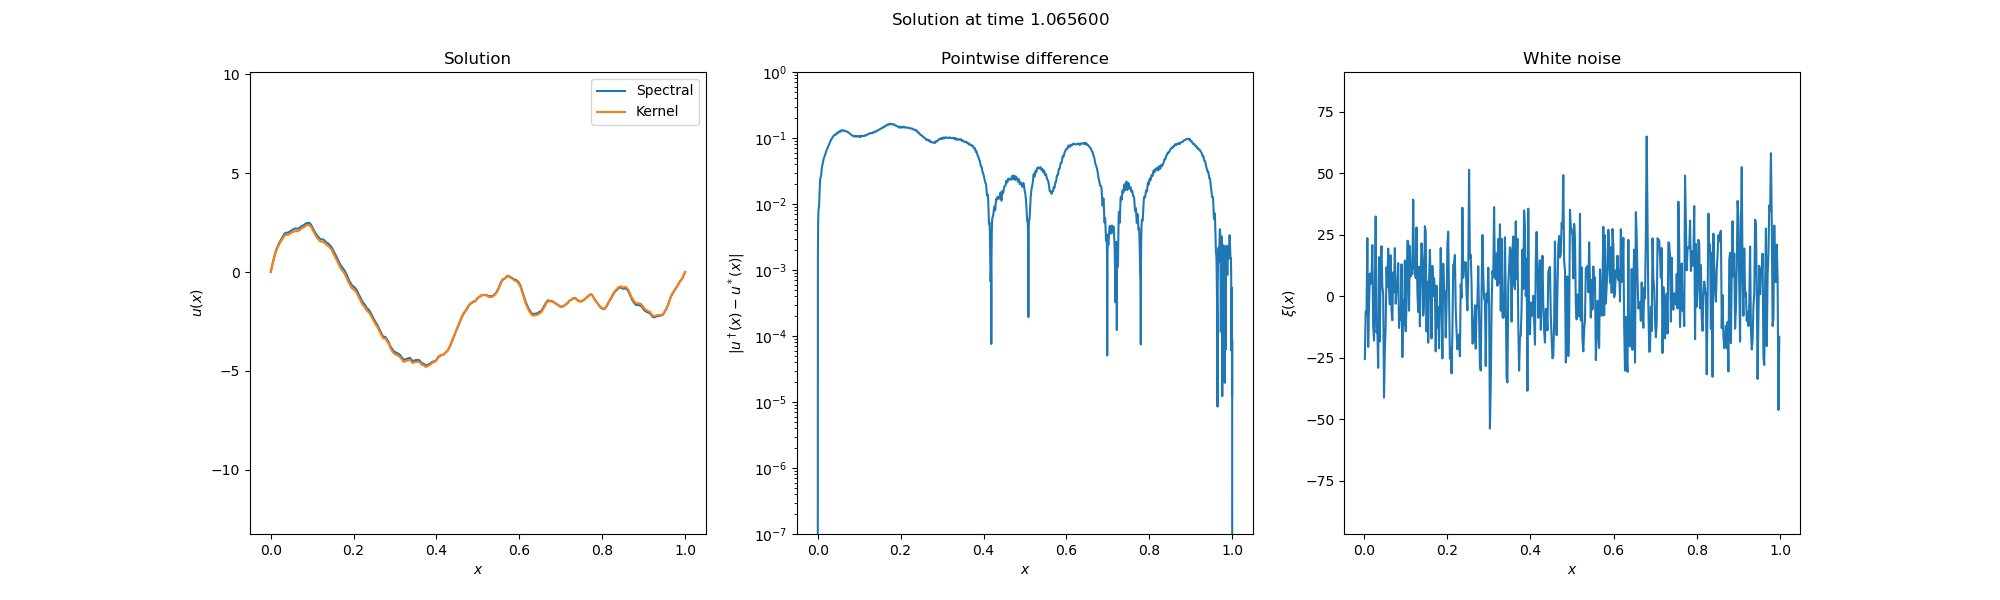 Solution at time 1.065600
Solution
10
5
0
−5
−10
0.0 0.2 0.4 0.6 0.8 1.0
x
u(x)
Spectral
Kernel
Pointwise difference
10^0
10^−1
10^−2
10^−3
10^−4
10^−5
10^−6
10^−7
0.0 0.2 0.4 0.6 0.8 1.0
x
|u^†(x) − u^*(x)|
White noise
75
50
25
0
−25
−50
−75
0.0 0.2 0.4 0.6 0.8 1.0
x
ξ(x)